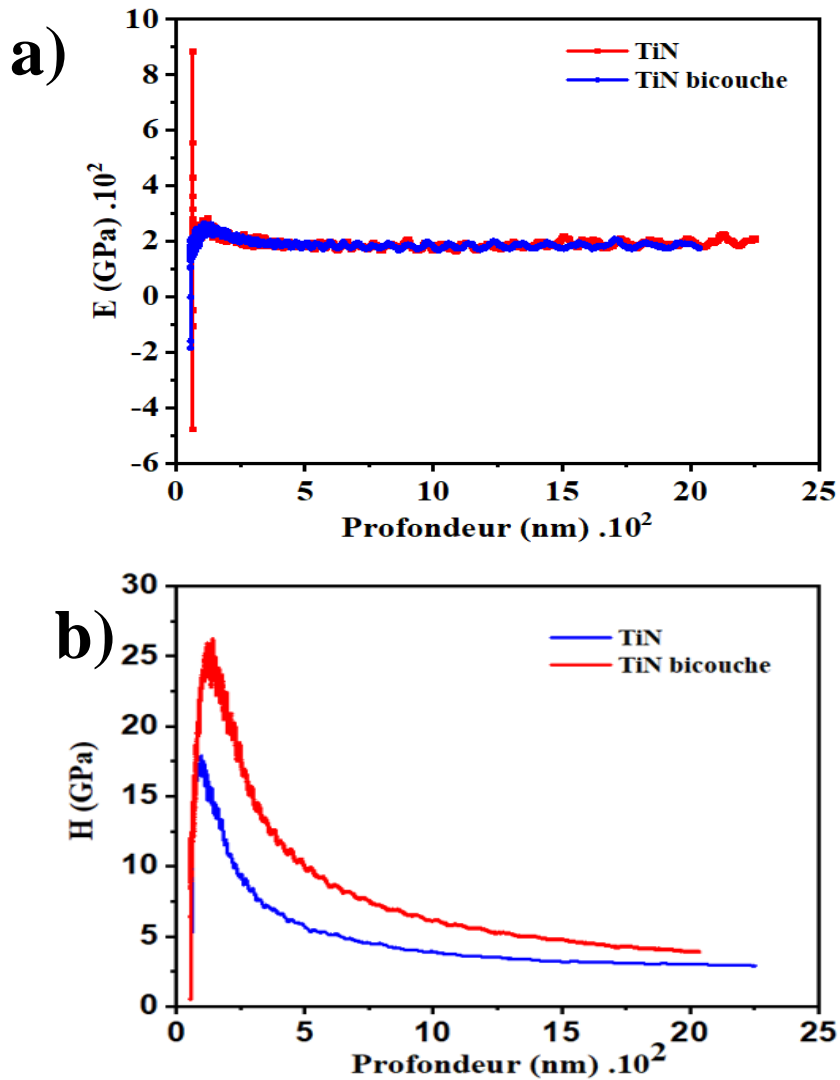 a)
10
8
6
4
2
0
-2
-4
-6
E (GPa) .10²
TiN
TiN bicouche
0 5 10 15 20 25
Profondeur (nm) .10²
b)
30
25
20
15
10
5
0
H (GPa)
TiN
TiN bicouche
0 5 10 15 20 25
Profondeur (nm) .10²